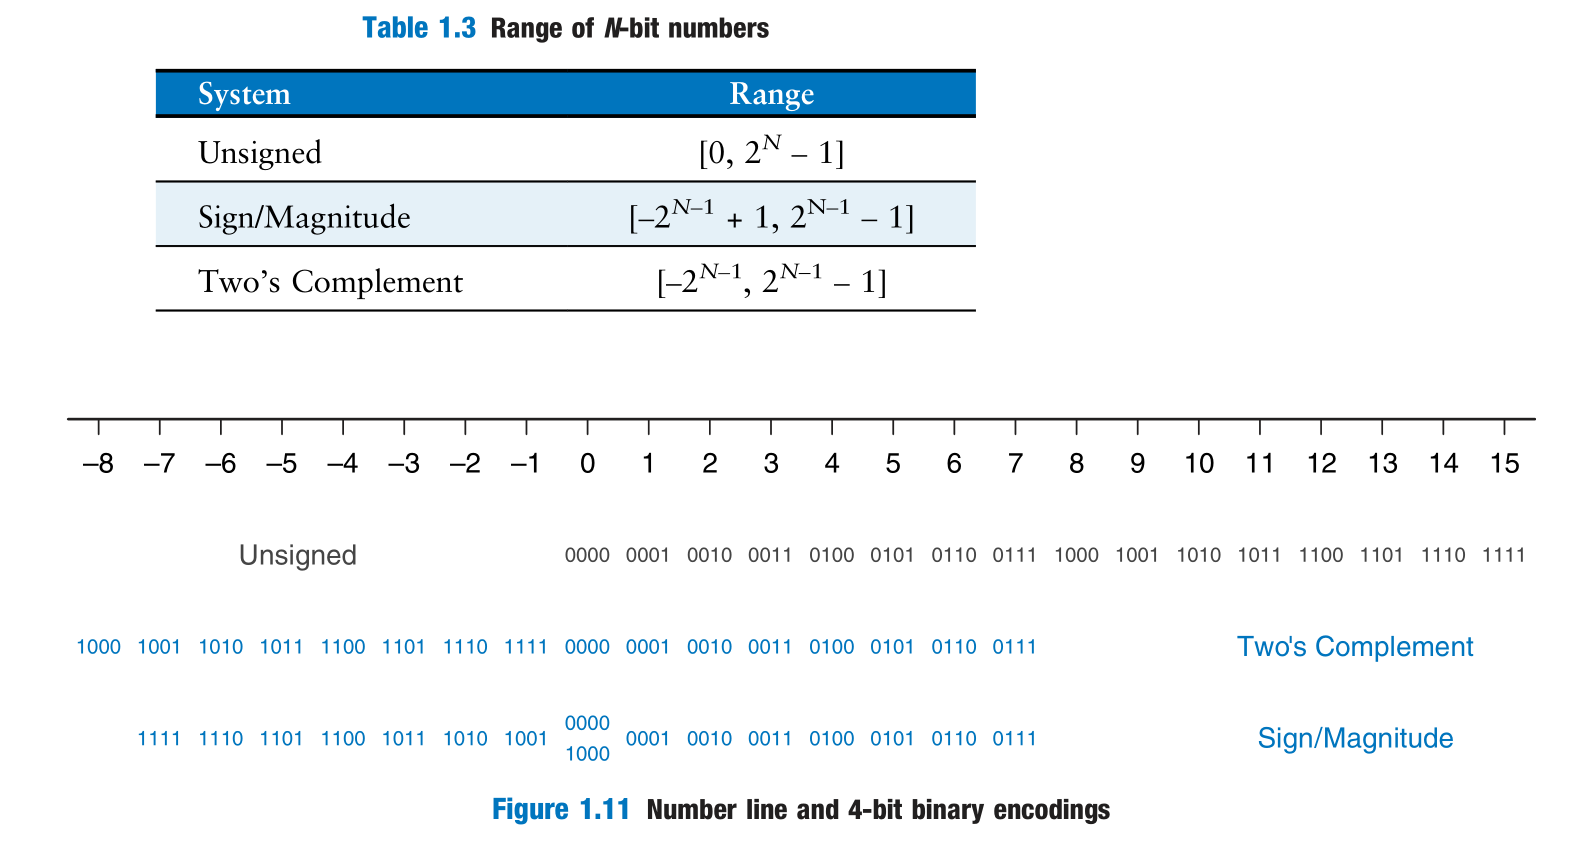 Table 1.3 Range of N-bit numbers
System Range
Unsigned [0, 2^N – 1]
Sign/Magnitude [–2^N–1 + 1, 2^N–1 – 1]
Two’s Complement [–2^N–1, 2^N–1 – 1]
–8 –7 –6 –5 –4 –3 –2 –1 0 1 2 3 4 5 6 7 8 9 10 11 12 13 14 15
Unsigned 0000 0001 0010 0011 0100 0101 0110 0111 1000 1001 1010 1011 1100 1101 1110 1111
1000 1001 1010 1011 1100 1101 1110 1111 0000 0001 0010 0011 0100 0101 0110 0111 Two's Complement
0000
1111 1110 1101 1100 1011 1010 1001 0001 0010 0011 0100 0101 0110 0111 Sign/Magnitude
1000
Figure 1.11 Number line and 4-bit binary encodings